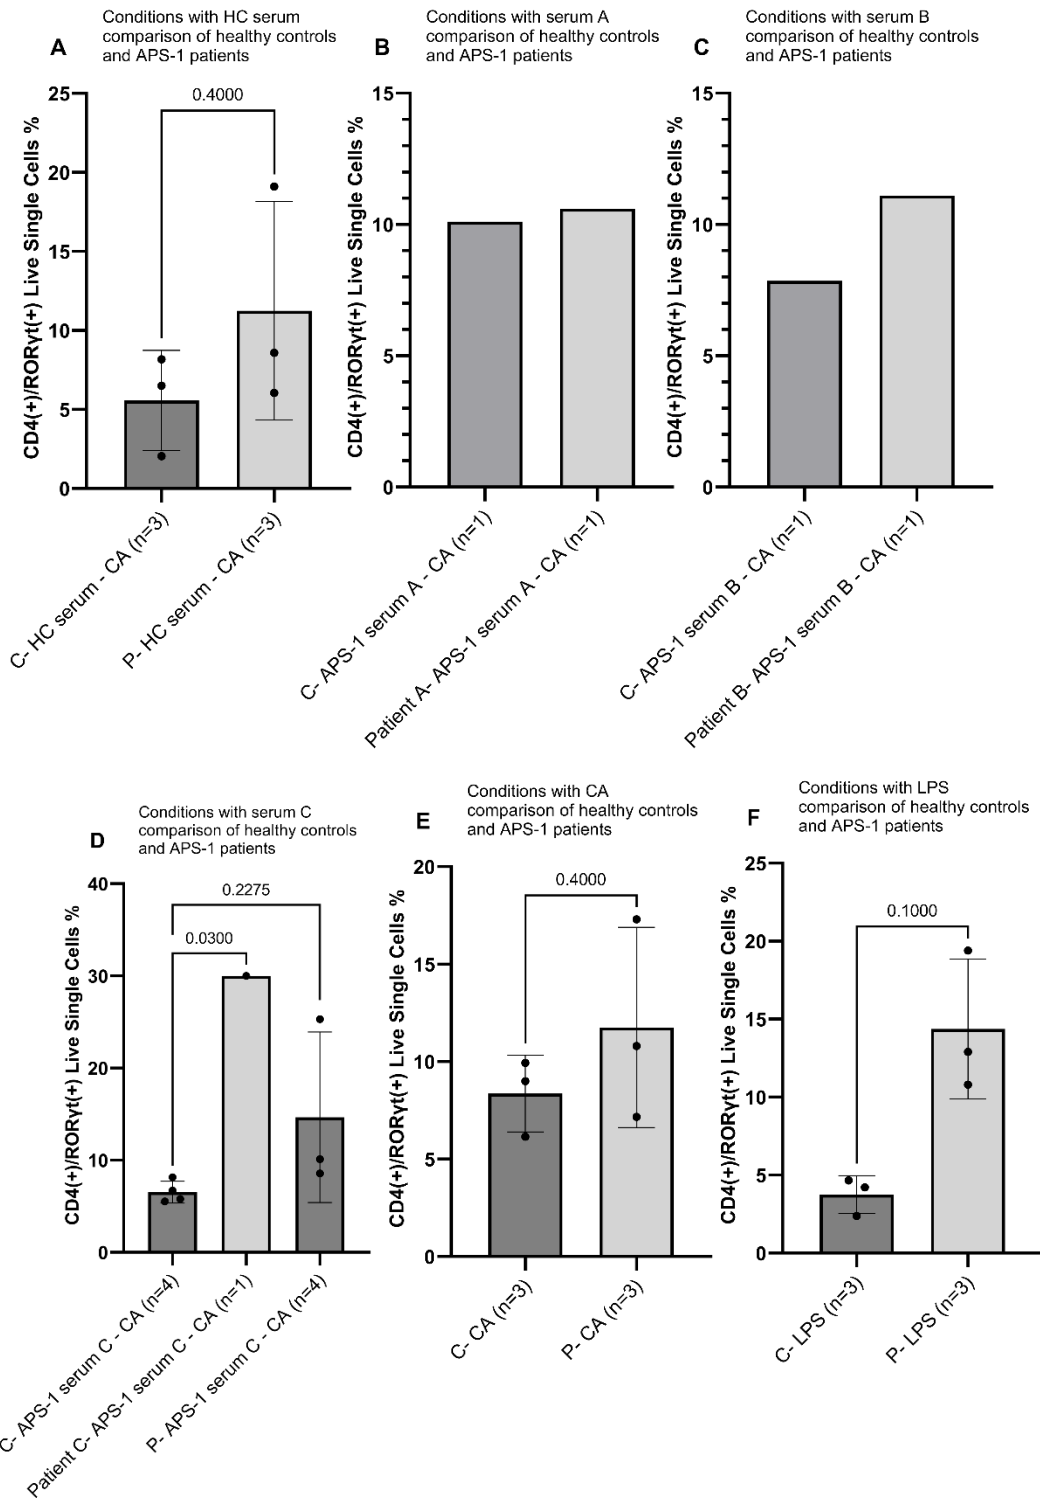 A
Conditions with HC serum
comparison of healthy controls
and APS-1 patients
CD4(+)/RORγt(+) Live Single Cells %
25
20
15
10
5
0
0.4000
C- HC serum - CA (n=3)
P- HC serum - CA (n=3)
B
Conditions with serum A
comparison of healthy controls
and APS-1 patients
CD4(+)/RORγt(+) Live Single Cells %
15
10
5
0
C- APS-1 serum A - CA (n=1)
Patient A- APS-1 serum A - CA (n=1)
C
Conditions with serum B
comparison of healthy controls
and APS-1 patients
CD4(+)/RORγt(+) Live Single Cells %
15
10
5
0
C- APS-1 serum B - CA (n=1)
Patient B- APS-1 serum B - CA (n=1)
D
Conditions with serum C
comparison of healthy controls
and APS-1 patients
CD4(+)/RORγt(+) Live Single Cells %
40
30
20
10
0
0.2275
0.0300
C- APS-1 serum C - CA (n=4)
Patient C- APS-1 serum C - CA (n=1)
P- APS-1 serum C - CA (n=4)
E
Conditions with CA
comparison of healthy controls
and APS-1 patients
CD4(+)/RORγt(+) Live Single Cells %
20
15
10
5
0
0.4000
C- CA (n=3)
P- CA (n=3)
F
Conditions with LPS
comparison of healthy controls
and APS-1 patients
CD4(+)/RORγt(+) Live Single Cells %
25
20
15
10
5
0
0.1000
C- LPS (n=3)
P- LPS (n=3)